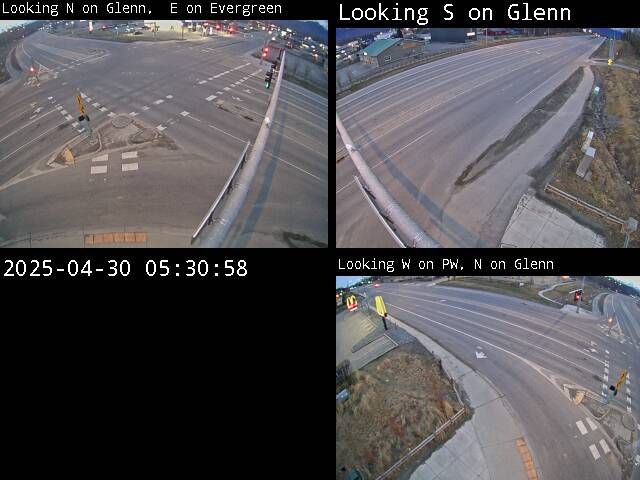 Looking N on Glenn, E on Evergreen
Looking S on Glenn
2025-04-30 05:30:58
Looking W on PW, N on Glenn